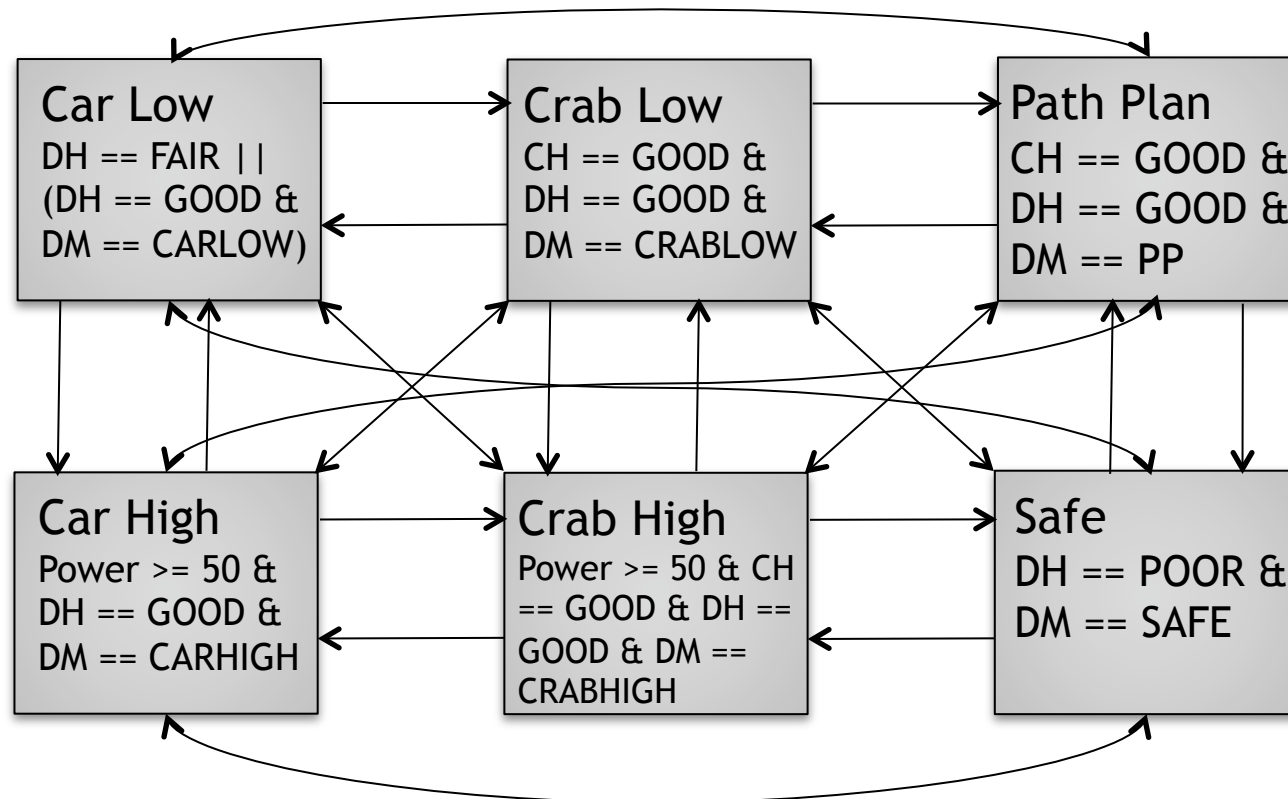 Car Low
DH == FAIR ||
(DH == GOOD &
DM == CARLOW)
Crab Low
CH == GOOD &
DH == GOOD &
DM == CRABLOW
Path Plan
CH == GOOD &
DH == GOOD &
DM == PP
Car High
Power >= 50 &
DH == GOOD &
DM == CARHIGH
Crab High
Power >= 50 & CH
== GOOD & DH ==
GOOD & DM ==
CRABHIGH
Safe
DH == POOR &
DM == SAFE